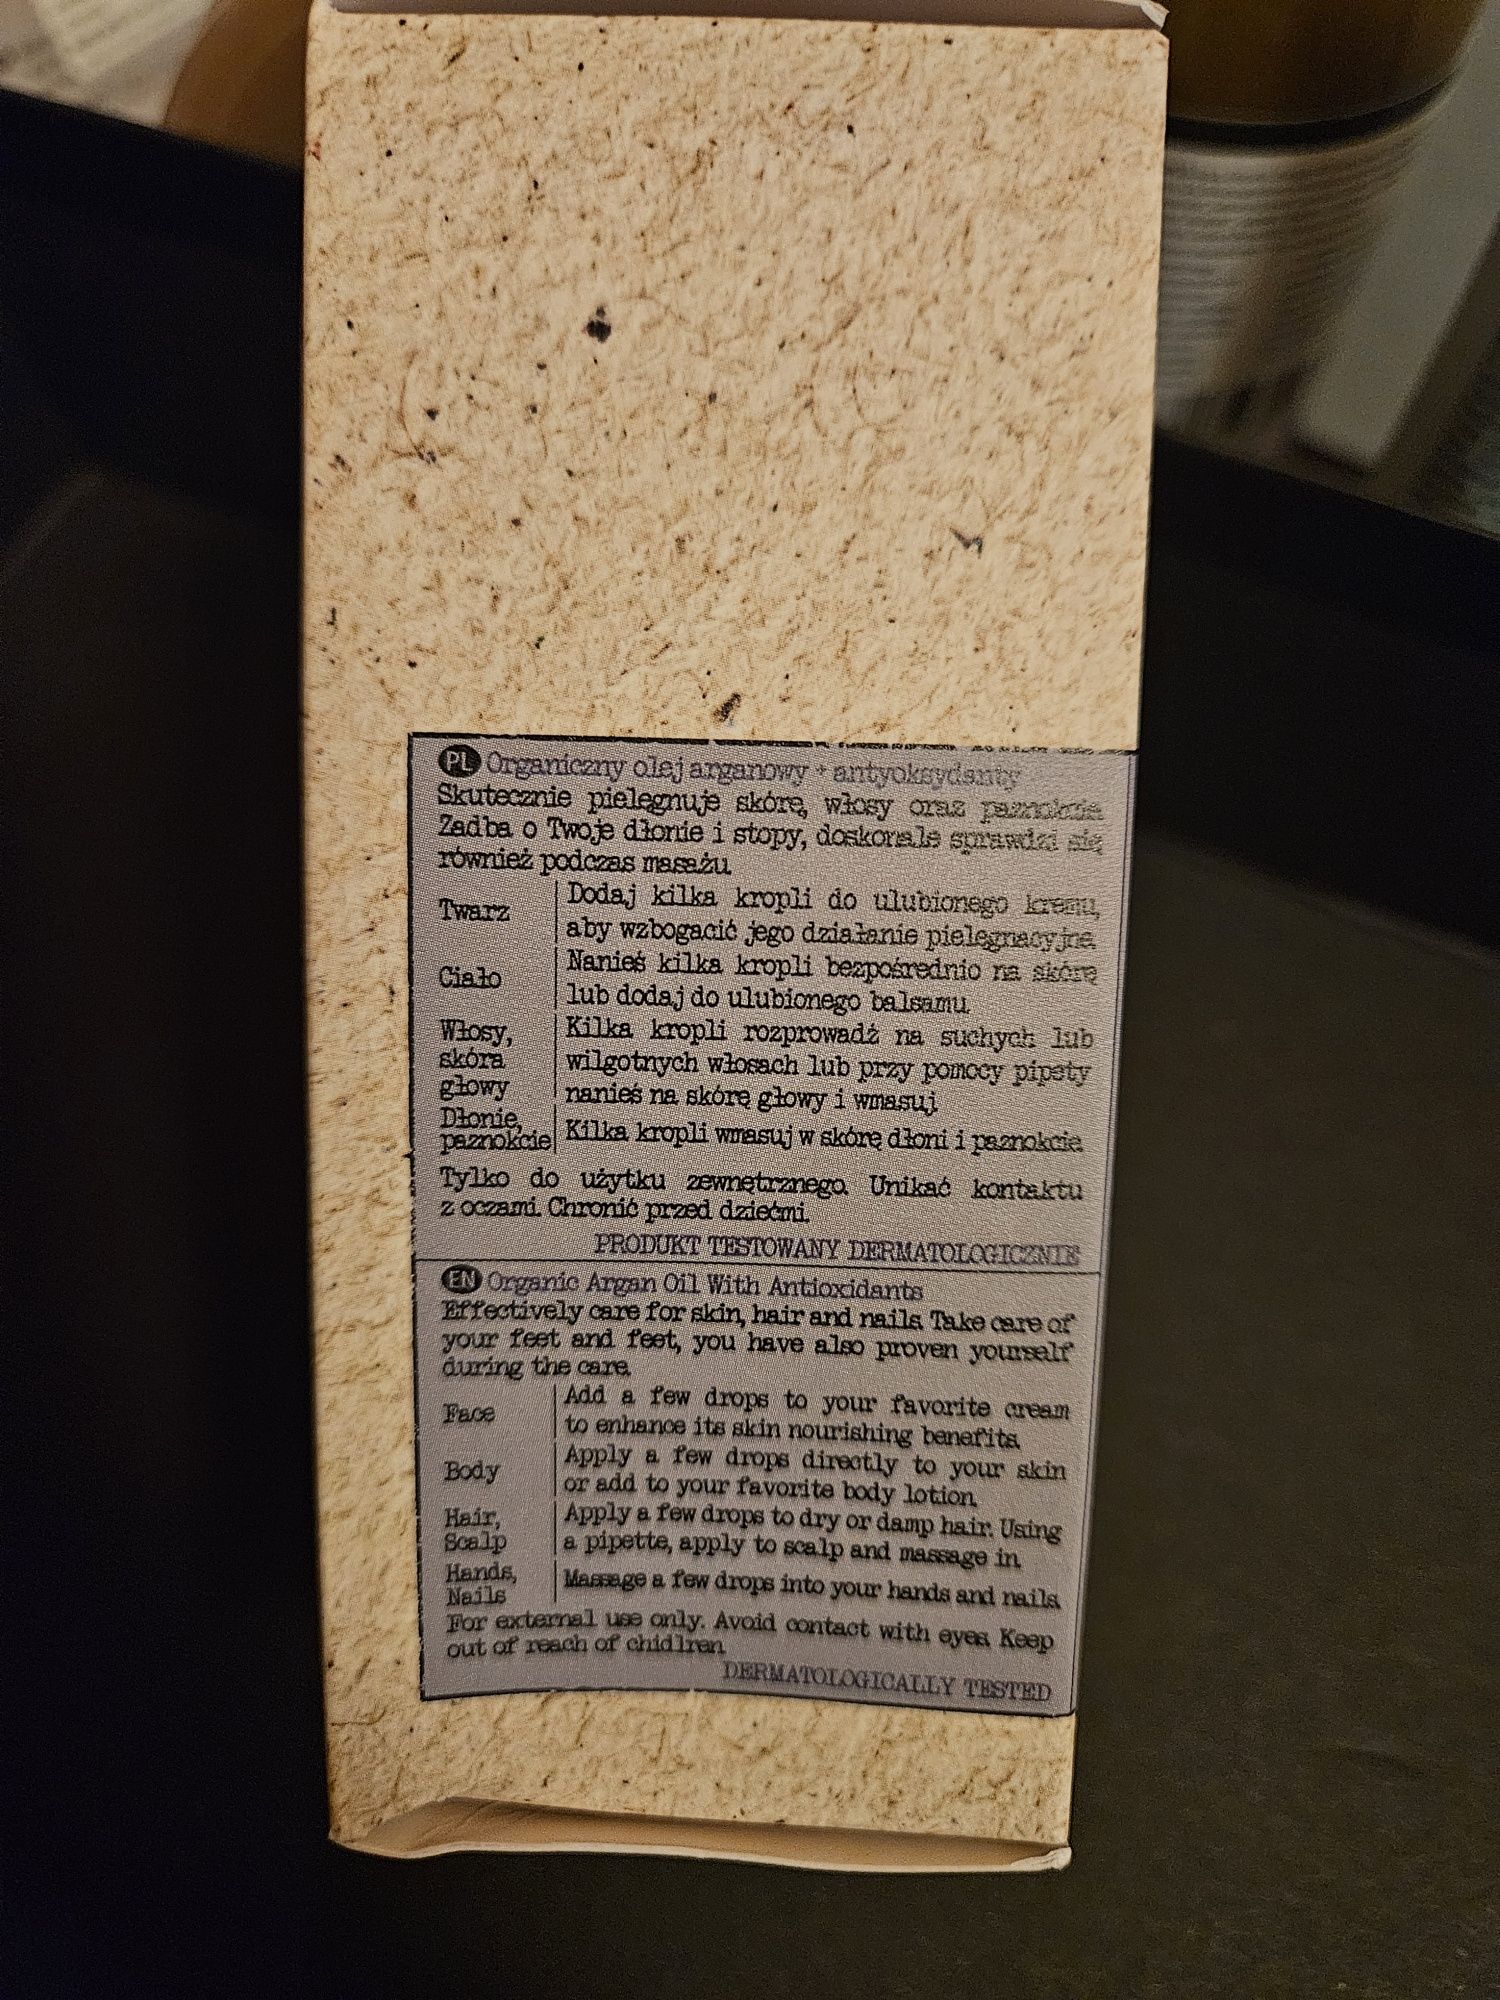 PL Organiczny olej arganowy + antyoksydanty
Skutecznie pielęgnuje skórę, włosy oraz paznokcie
Zadba o Twoje dłonie i stopy, doskonale sprawdzi się
również podczas masażu.
Twarz
Dodaj kilka kropli do ulubionego kremu,
aby wzbogacić jego działanie pielęgnacyjne.
Ciało
Nanieś kilka kropli bezpośrednio na skórę
lub dodaj do ulubionego balsamu.
Włosy,
skóra
głowy
Kilka kropli rozprowadź na suchych lub
wilgotnych włosach lub przy pomocy pipety
nanieś na skórę głowy i wmasuj.
Dłonie,
paznokcie
Kilka kropli wmasuj w skórę dłoni i paznokcie.
Tylko do użytku zewnętrznego. Unikać kontaktu
z oczami. Chronić przed dziećmi.
PRODUKT TESTOWANY DERMATOLOGICZNIE
EN Organic Argan Oil With Antioxidants
Effectively care for skin, hair and nails. Take care of
your feet and feet, you have also proven yourself
during the care.
Face
Add a few drops to your favorite cream
to enhance its skin nourishing benefits.
Body
Apply a few drops directly to your skin
or add to your favorite body lotion.
Hair,
Scalp
Apply a few drops to dry or damp hair. Using
a pipette, apply to scalp and massage in.
Hands,
Nails
Massage a few drops into your hands and nails.
For external use only. Avoid contact with eyes. Keep
out of reach of chidlren.
DERMATOLOGICALLY TESTED